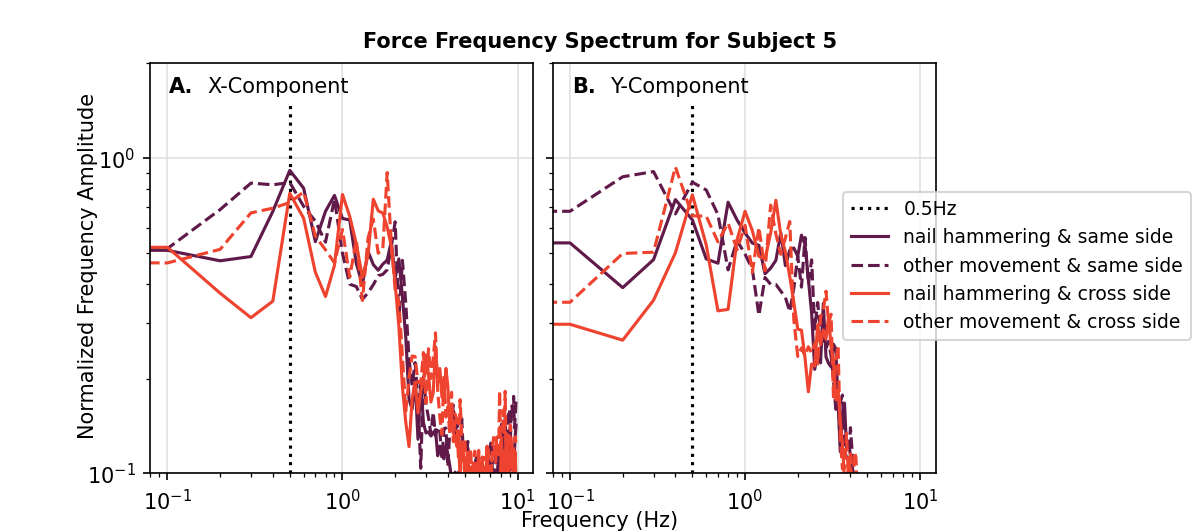 Force Frequency Spectrum for Subject 5
A. X-Component
B. Y-Component
Normalized Frequency Amplitude
10⁰
10⁻¹
10⁻¹ 10⁰ 10¹
10⁻¹ 10⁰ 10¹
Frequency (Hz)
0.5Hz
nail hammering & same side
other movement & same side
nail hammering & cross side
other movement & cross side